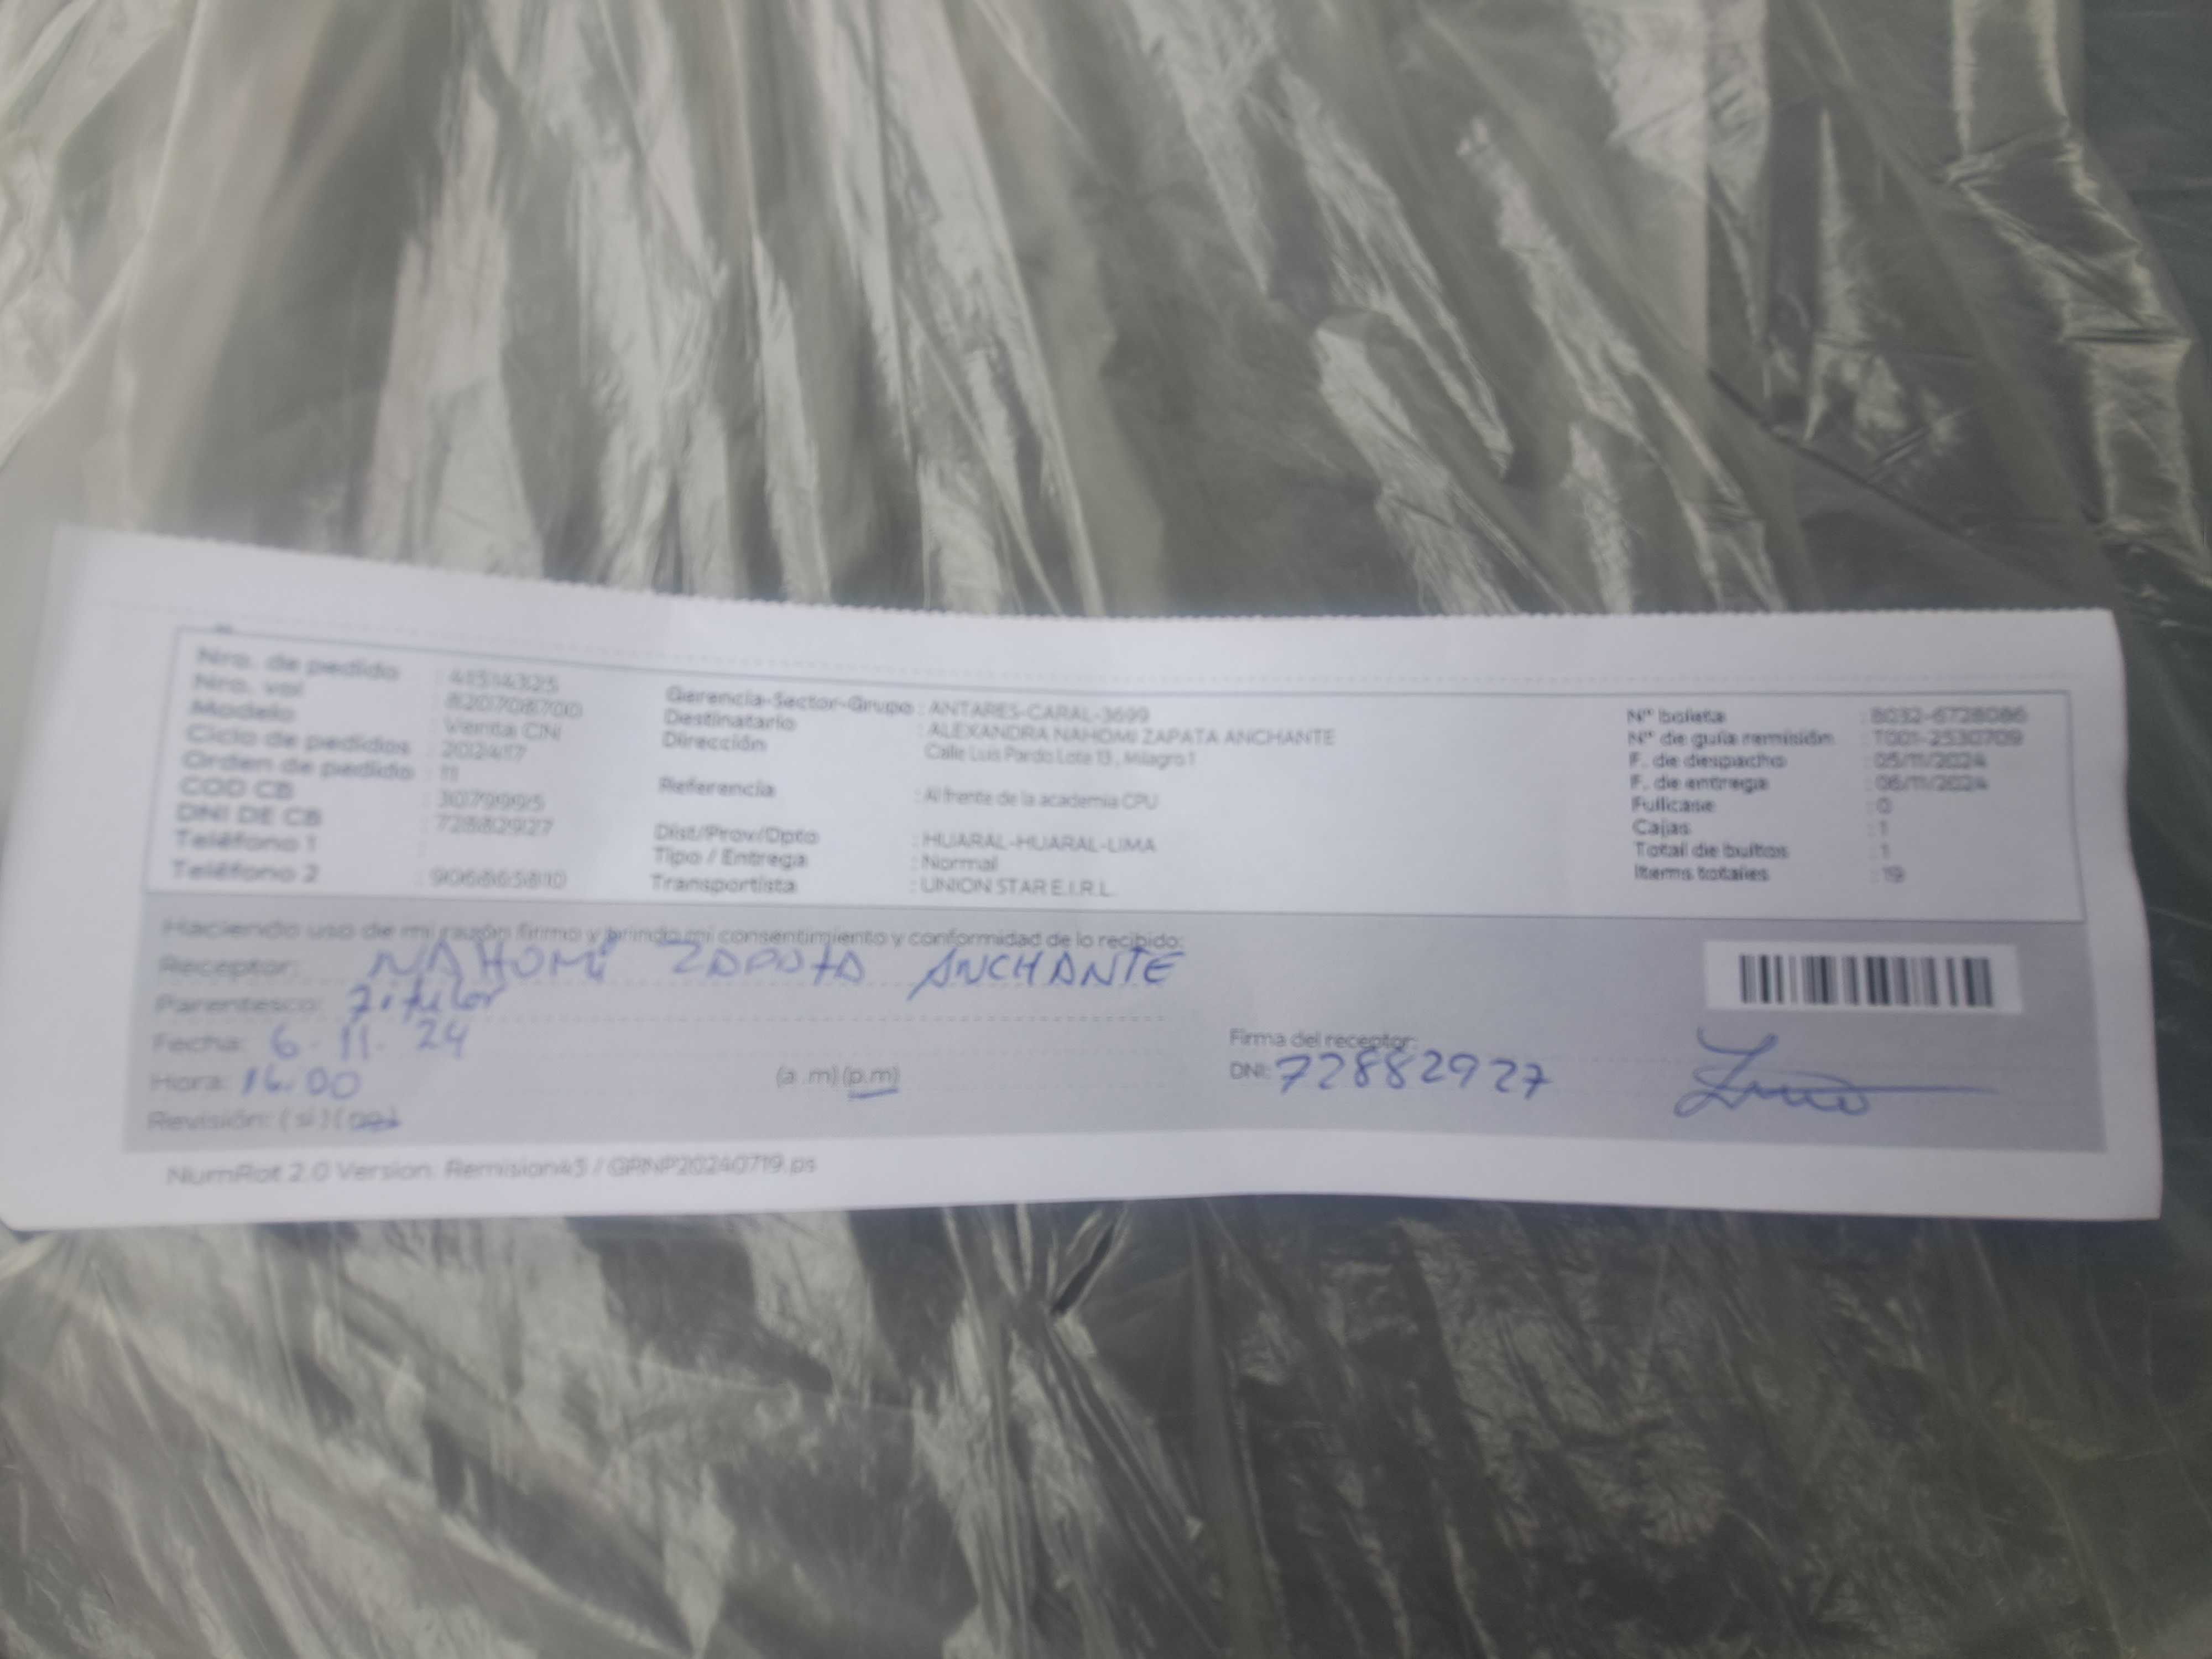 Nro. de pedido : 41514325
Nro. val : 820708700
Modelo : Venta CN
Ciclo de pedidos : 202417
Orden de pedido : 11
COD CB : 3079995
DNI DE CB : 72882927
Teléfono 1 :
Teléfono 2 : 906865810
Gerencia-Sector-Grupo : ANTARES-CARAL-3699
Destinatario : ALEXANDRA NAHOMI ZAPATA ANCHANTE
Dirección Calle Luis Pardo Lote 13 , Milagro 1
Referencia : Al frente de la academia CPU
Dist/Prov/Dpto : HUARAL-HUARAL-LIMA
Tipo / Entrega : Normal
Transportista : UNION STAR E.I.R.L.
N° boleta : B032-6728086
N° de guía remisión : T001-2530709
F. de despacho : 05/11/2024
F. de entrega : 06/11/2024
Fullcase : 0
Cajas : 1
Total de bultos : 1
Items totales : 19
Haciendo uso de mi razón firmo y brindo mi consentimiento y conformidad de lo recibido:
Receptor: NAHOMI ZAPATA ANCHANTE
Parentesco: Titular
Fecha: 6-11-24
Hora: 16:00 (a .m) (p.m)
Revisión: ( si ) ( no )
Firma del receptor:
DNI: 72882927
NumRot 2.0 Version: Remision45 / GRNP20240719.ps